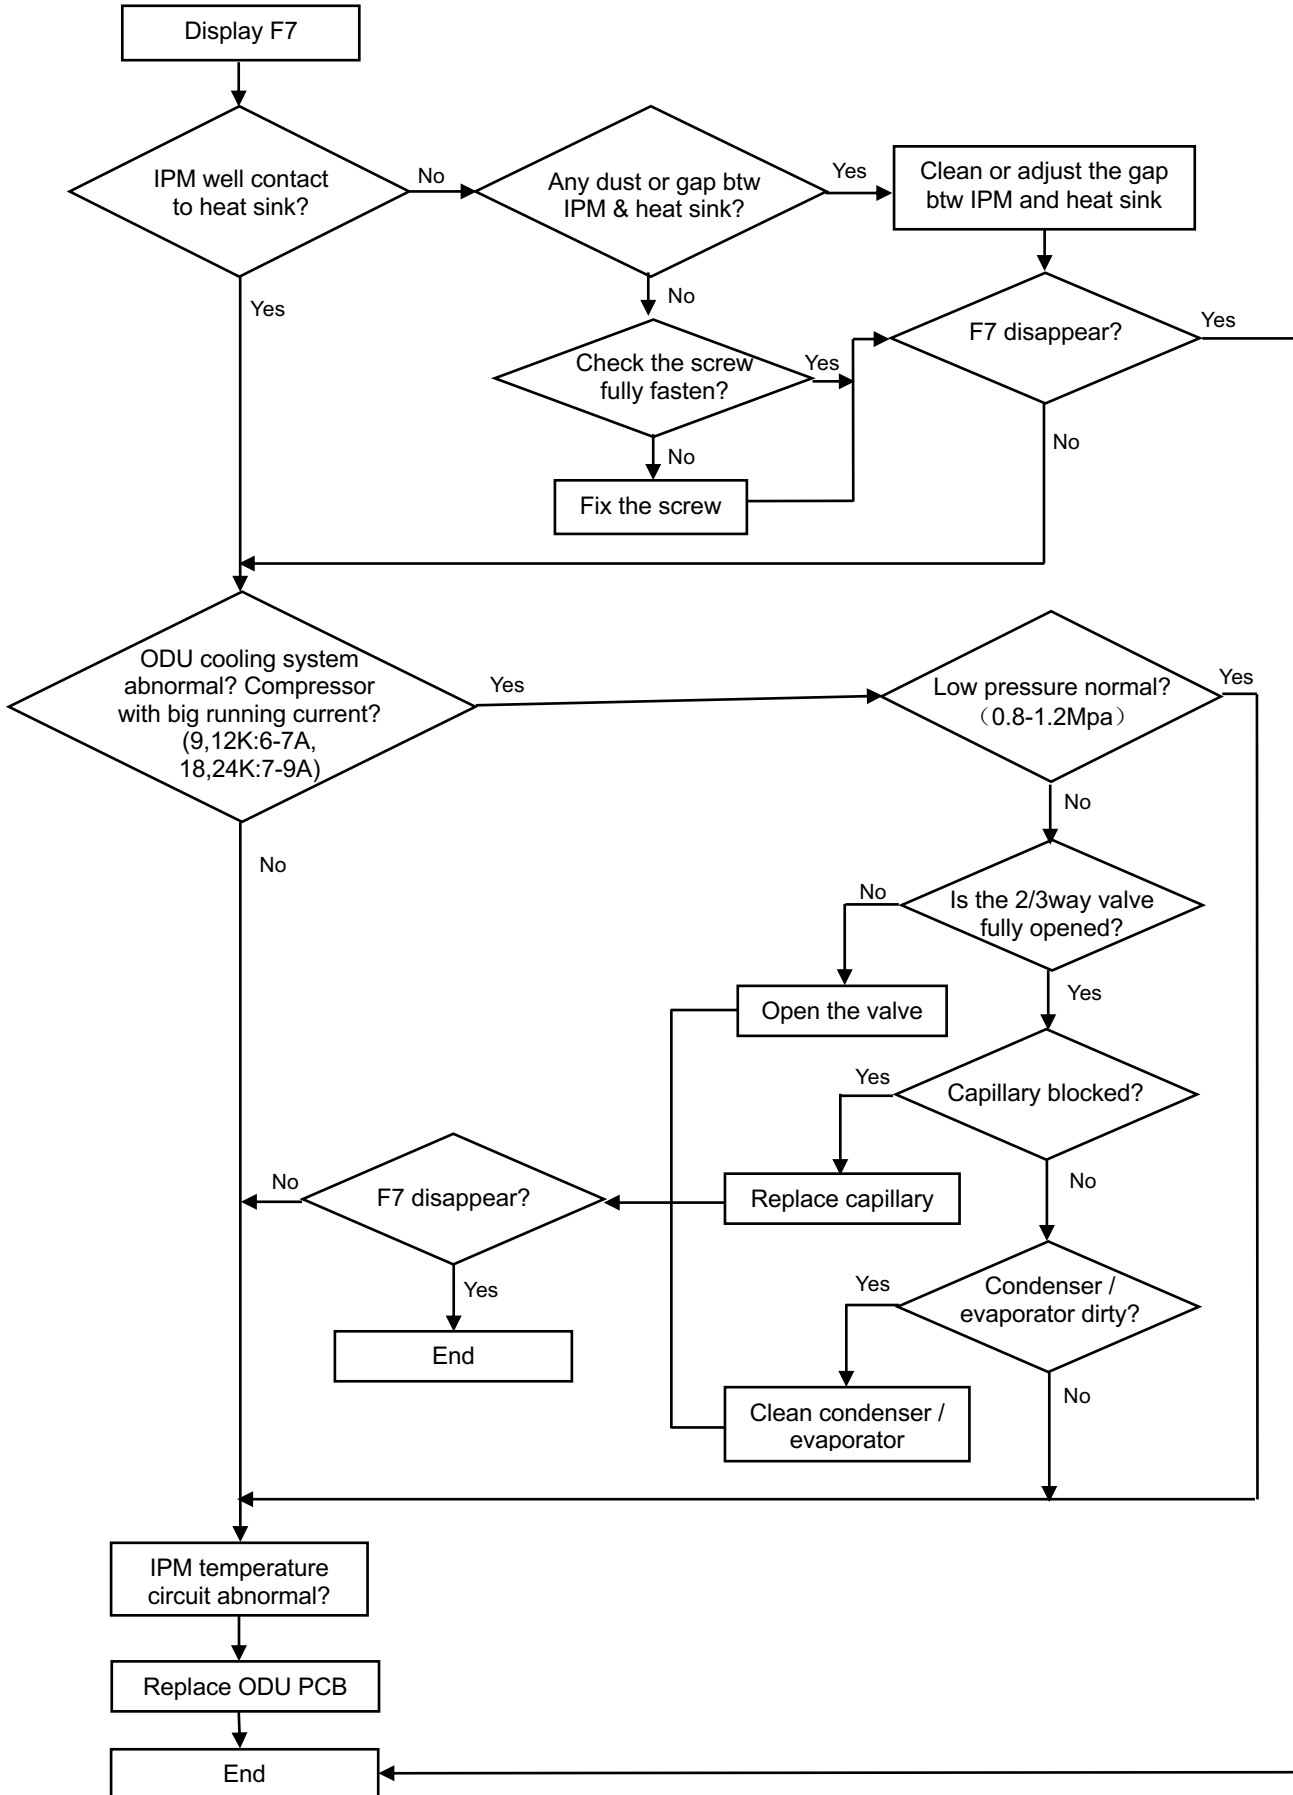 Display F7
IPM well contact
to heat sink?
No
Any dust or gap btw
IPM & heat sink?
Yes
Clean or adjust the gap
btw IPM and heat sink
Yes
No
Check the screw
fully fasten?
Yes
F7 disappear?
Yes
No
No
Fix the screw
ODU cooling system
abnormal? Compressor
with big running current?
(9,12K:6-7A,
18,24K:7-9A)
Yes
Low pressure normal?
（0.8-1.2Mpa）
Yes
No
No
Is the 2/3way valve
fully opened?
No
Open the valve
Yes
Capillary blocked?
Yes
Replace capillary
No
F7 disappear?
No
Yes
End
Condenser /
evaporator dirty?
Yes
Clean condenser /
evaporator
No
IPM temperature
circuit abnormal?
Replace ODU PCB
End